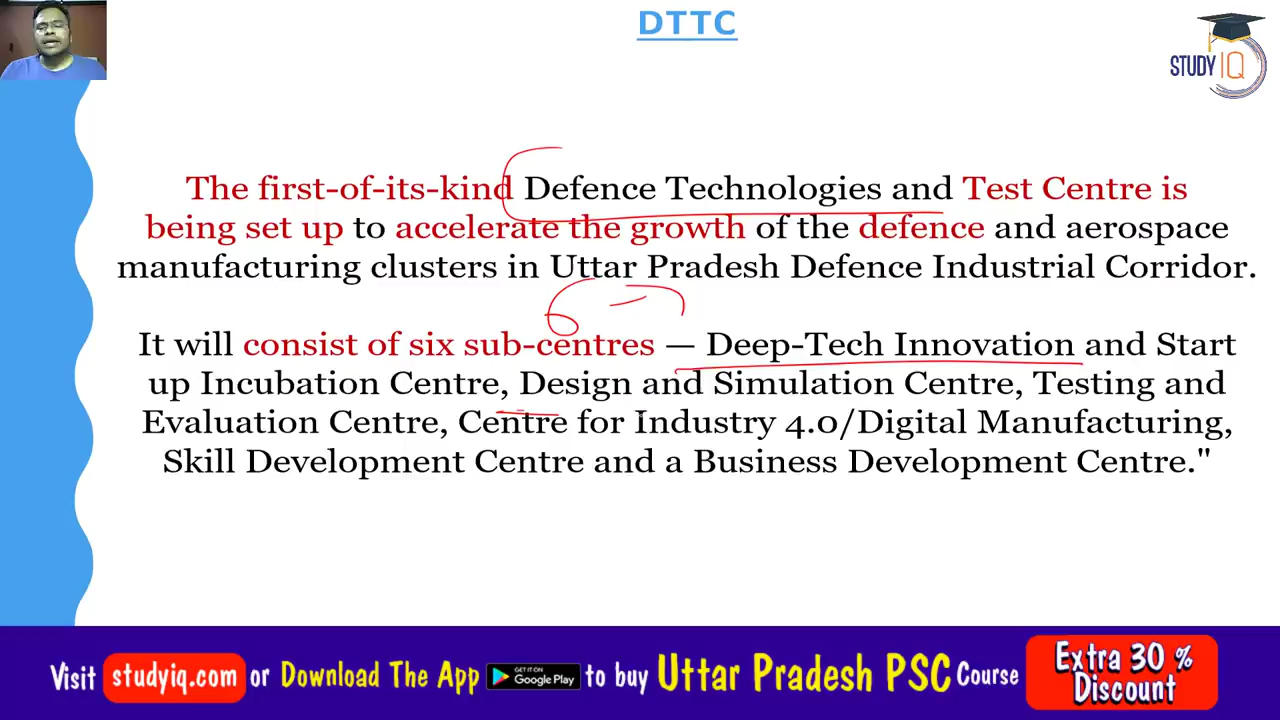 DTTC
STUDY IQ
The first-of-its-kind Defence Technologies and Test Centre is
being set up to accelerate the growth of the defence and aerospace
manufacturing clusters in Uttar Pradesh Defence Industrial Corridor.
It will consist of six sub-centres — Deep-Tech Innovation and Start
up Incubation Centre, Design and Simulation Centre, Testing and
Evaluation Centre, Centre for Industry 4.0/Digital Manufacturing,
Skill Development Centre and a Business Development Centre."
Visit studyiq.com or Download The App GET IT ON Google Play to buy Uttar Pradesh PSC Course
Extra 30 %
Discount